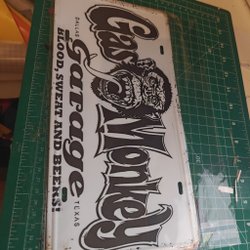 Gas Monkey
DALLAS garage TEXAS
BLOOD, SWEAT AND BEERS!